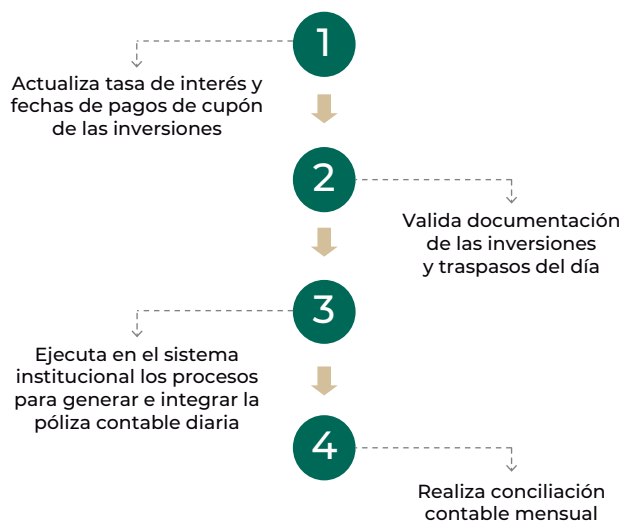 1
Actualiza tasa de interés y
fechas de pagos de cupón
de las inversiones
2
Valida documentación
de las inversiones
y traspasos del día
3
Ejecuta en el sistema
institucional los procesos
para generar e integrar la
póliza contable diaria
4
Realiza conciliación
contable mensual